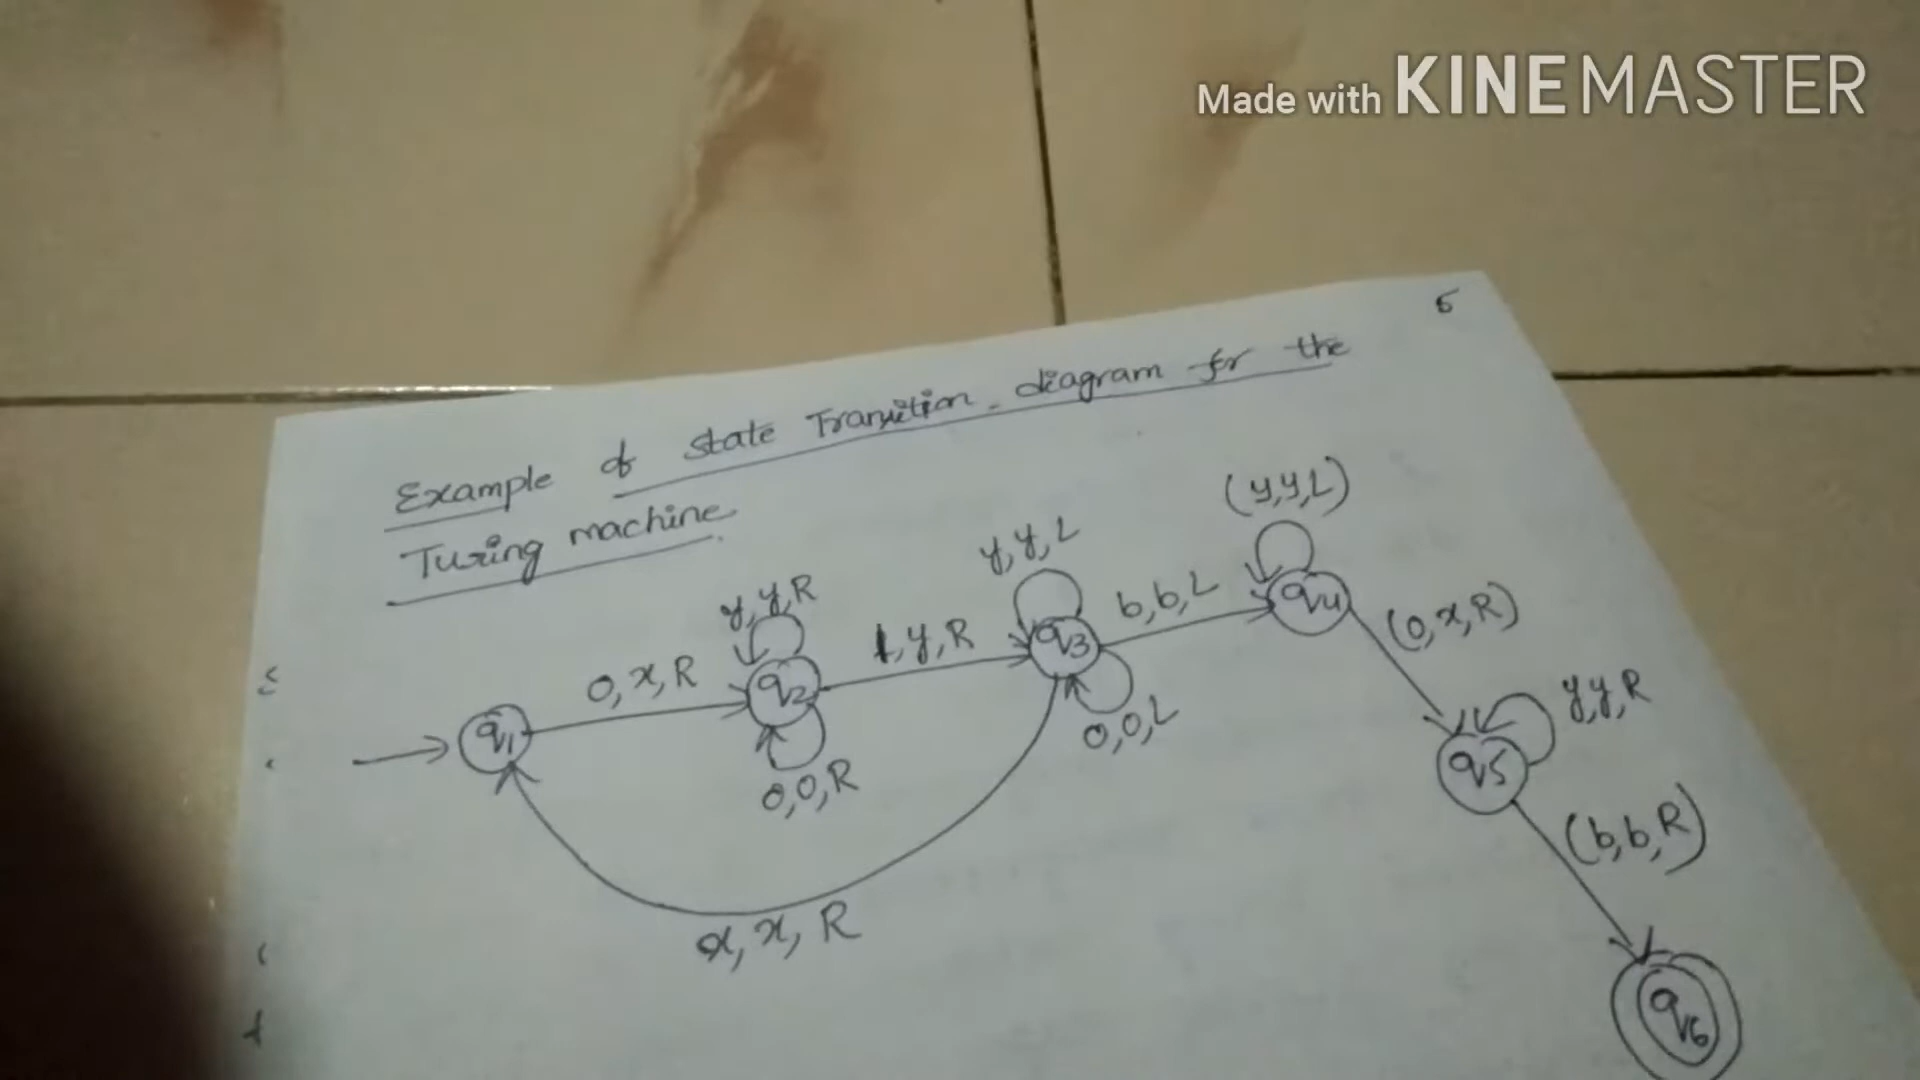 Made with KINEMASTER
5
Example of state Transition diagram for the
Turing machine
(y,y,L)
y,y,L
y,y,R
b,b,L
q4
(0,x,R)
1,y,R
q3
0,x,R
q2
y,y,R
0,0,L
q1
q5
0,0,R
(b,b,R)
x,x,R
q6